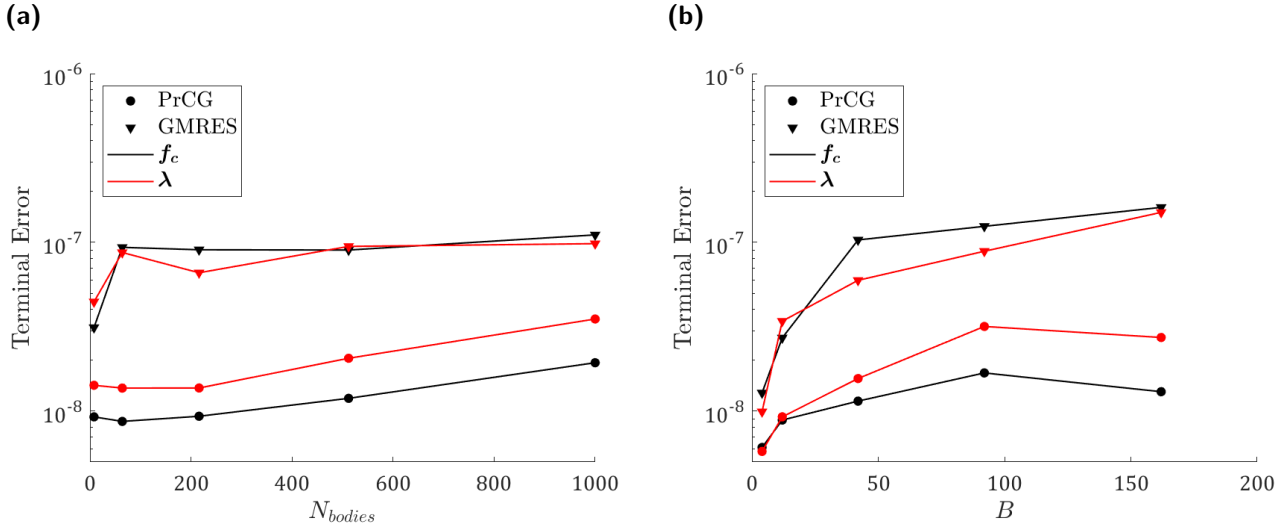 (a)
10^-6
10^-7
10^-8
Terminal Error
PrCG
GMRES
f_c
λ
0 200 400 600 800 1000
N_bodies
(b)
10^-6
10^-7
10^-8
Terminal Error
PrCG
GMRES
f_c
λ
0 50 100 150 200
B